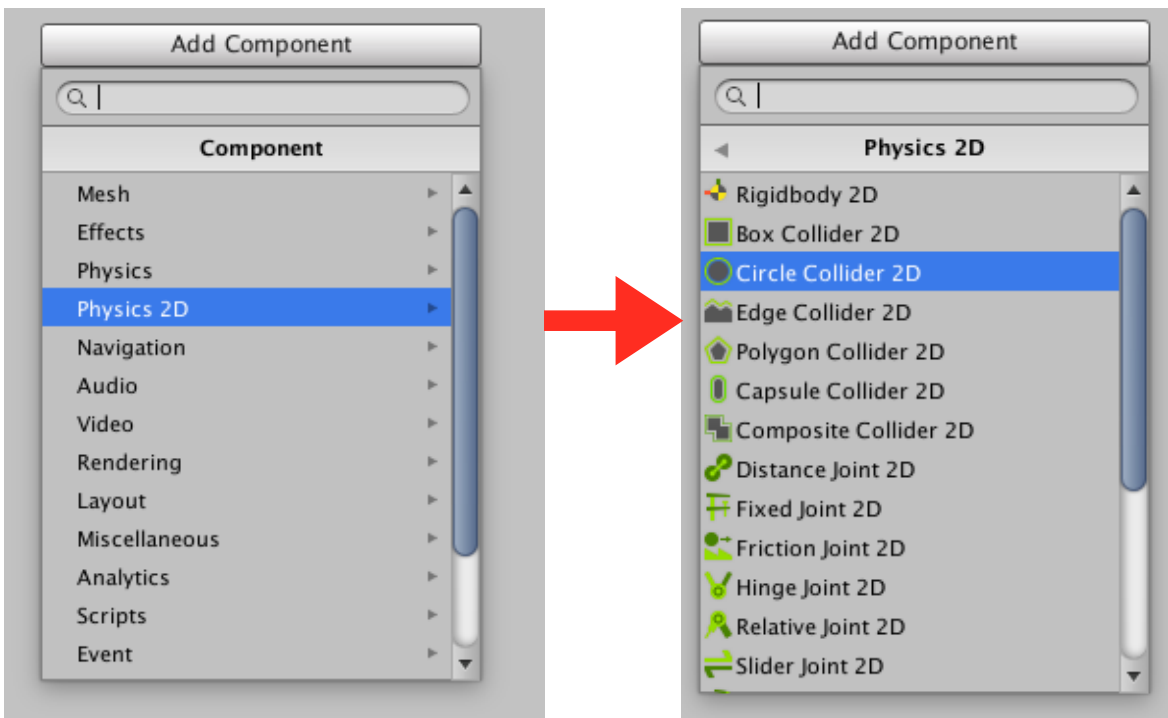 Add Component
Component
Mesh
Effects
Physics
Physics 2D
Navigation
Audio
Video
Rendering
Layout
Miscellaneous
Analytics
Scripts
Event
Add Component
Physics 2D
Rigidbody 2D
Box Collider 2D
Circle Collider 2D
Edge Collider 2D
Polygon Collider 2D
Capsule Collider 2D
Composite Collider 2D
Distance Joint 2D
Fixed Joint 2D
Friction Joint 2D
Hinge Joint 2D
Relative Joint 2D
Slider Joint 2D